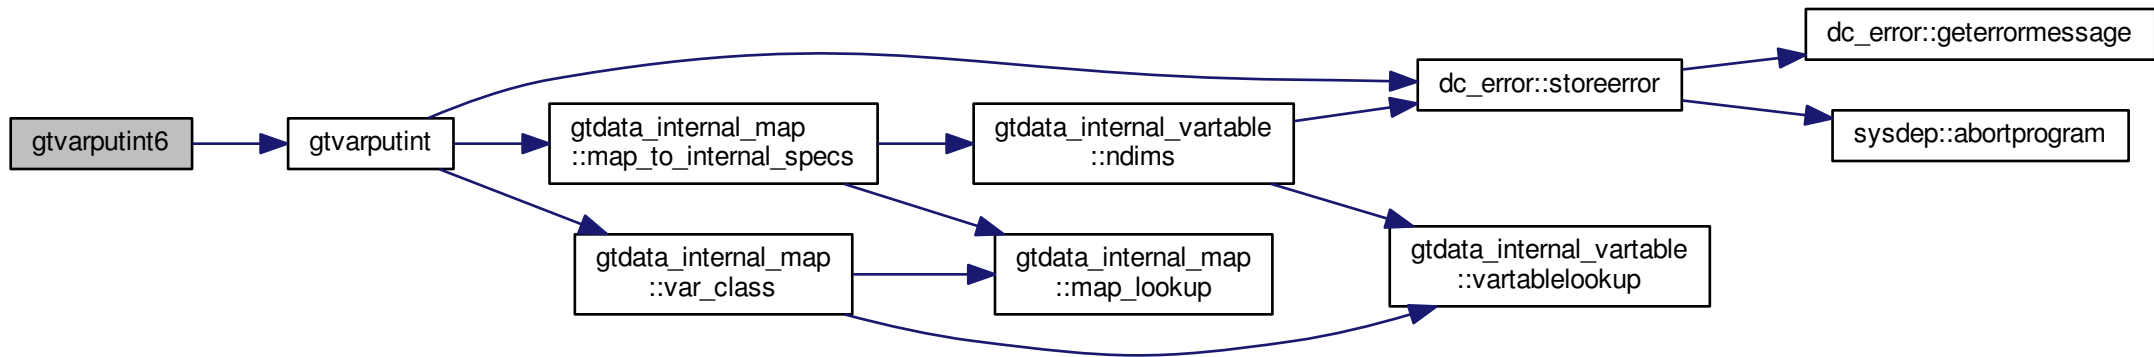 gtvarputint6
gtvarputint
gtdata_internal_map
::map_to_internal_specs
gtdata_internal_map
::var_class
gtdata_internal_vartable
::ndims
gtdata_internal_map
::map_lookup
dc_error::storeerror
gtdata_internal_vartable
::vartablelookup
dc_error::geterrormessage
sysdep::abortprogram